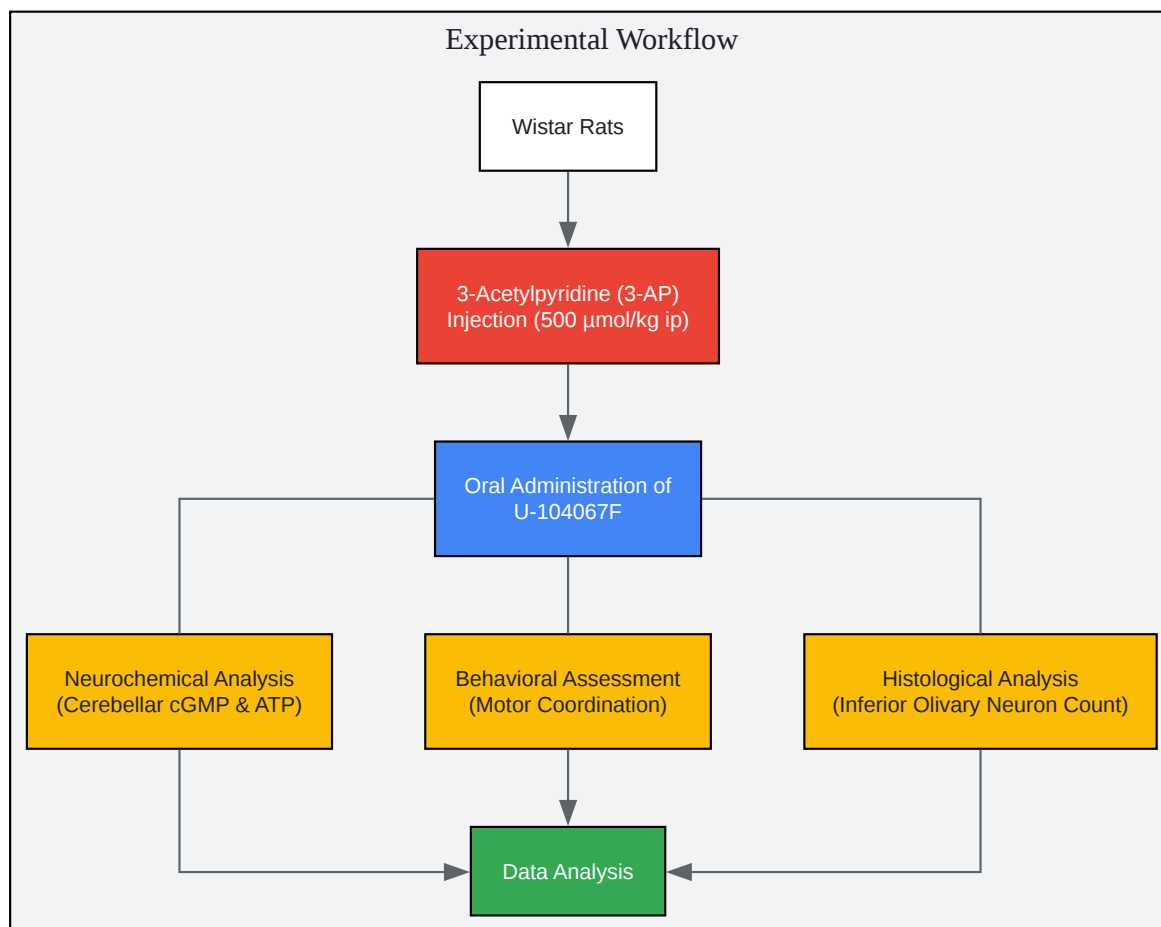 Experimental Workflow
Wistar Rats
3-Acetylpyridine (3-AP)
Injection (500 µmol/kg ip)
Oral Administration of
U-104067F
Neurochemical Analysis
(Cerebellar cGMP & ATP)
Behavioral Assessment
(Motor Coordination)
Histological Analysis
(Inferior Olivary Neuron Count)
Data Analysis